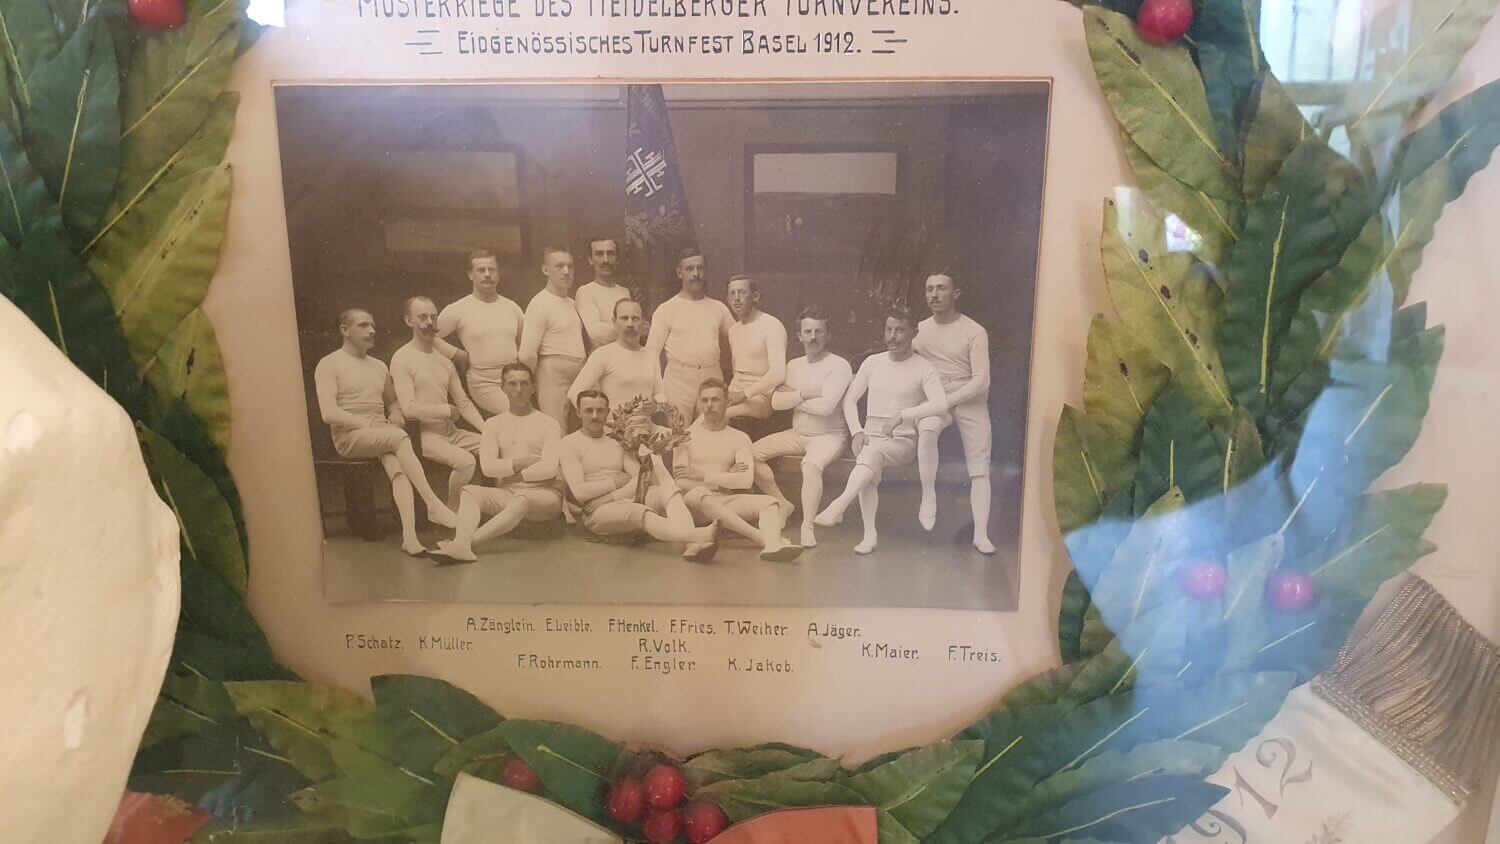 MUSTERRIEGE DES HEIDELBERGER TURNVEREINS.
EIDGENÖSSISCHES TURNFEST BASEL 1912.
A. Zänglein. E. Leible. F. Henkel. F. Fries. T. Weiher. A. Jäger.
P. Schatz. K. Müller. R. Volk. K. Maier. F. Treis.
F. Rohrmann. F. Engler K. Jakob.
1912